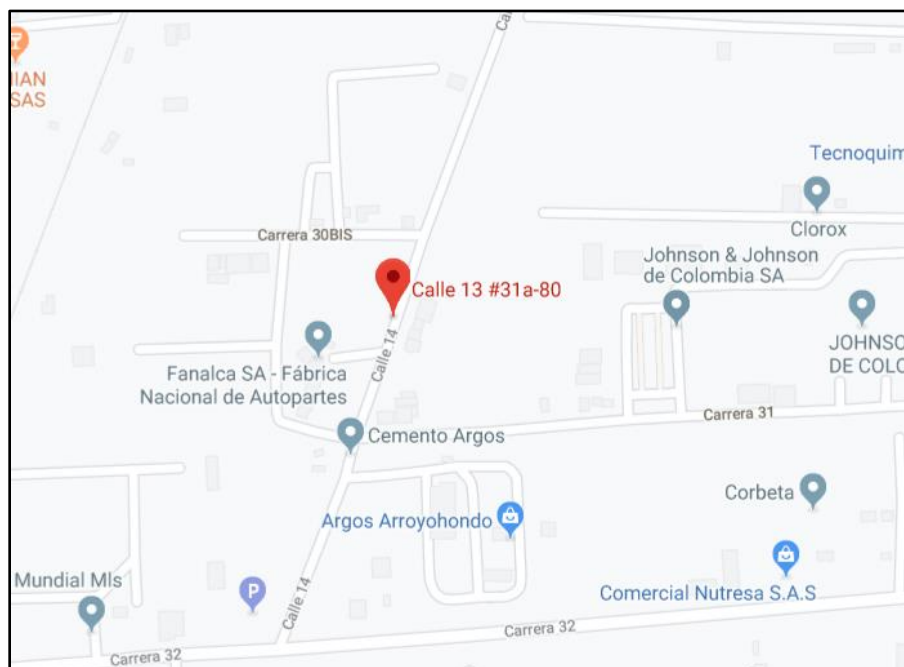 Cal
IIAN
SAS
Tecnoquim
Clorox
Carrera 30BIS
Johnson & Johnson
de Colombia SA
Calle 13 #31a-80
Calle 14
JOHNSO
DE COLO
Fanalca SA - Fábrica
Nacional de Autopartes
Carrera 31
Cemento Argos
Corbeta
Argos Arroyohondo
Mundial Mls
P
Calle 14
Comercial Nutresa S.A.S
Carrera 32
Carrera 32